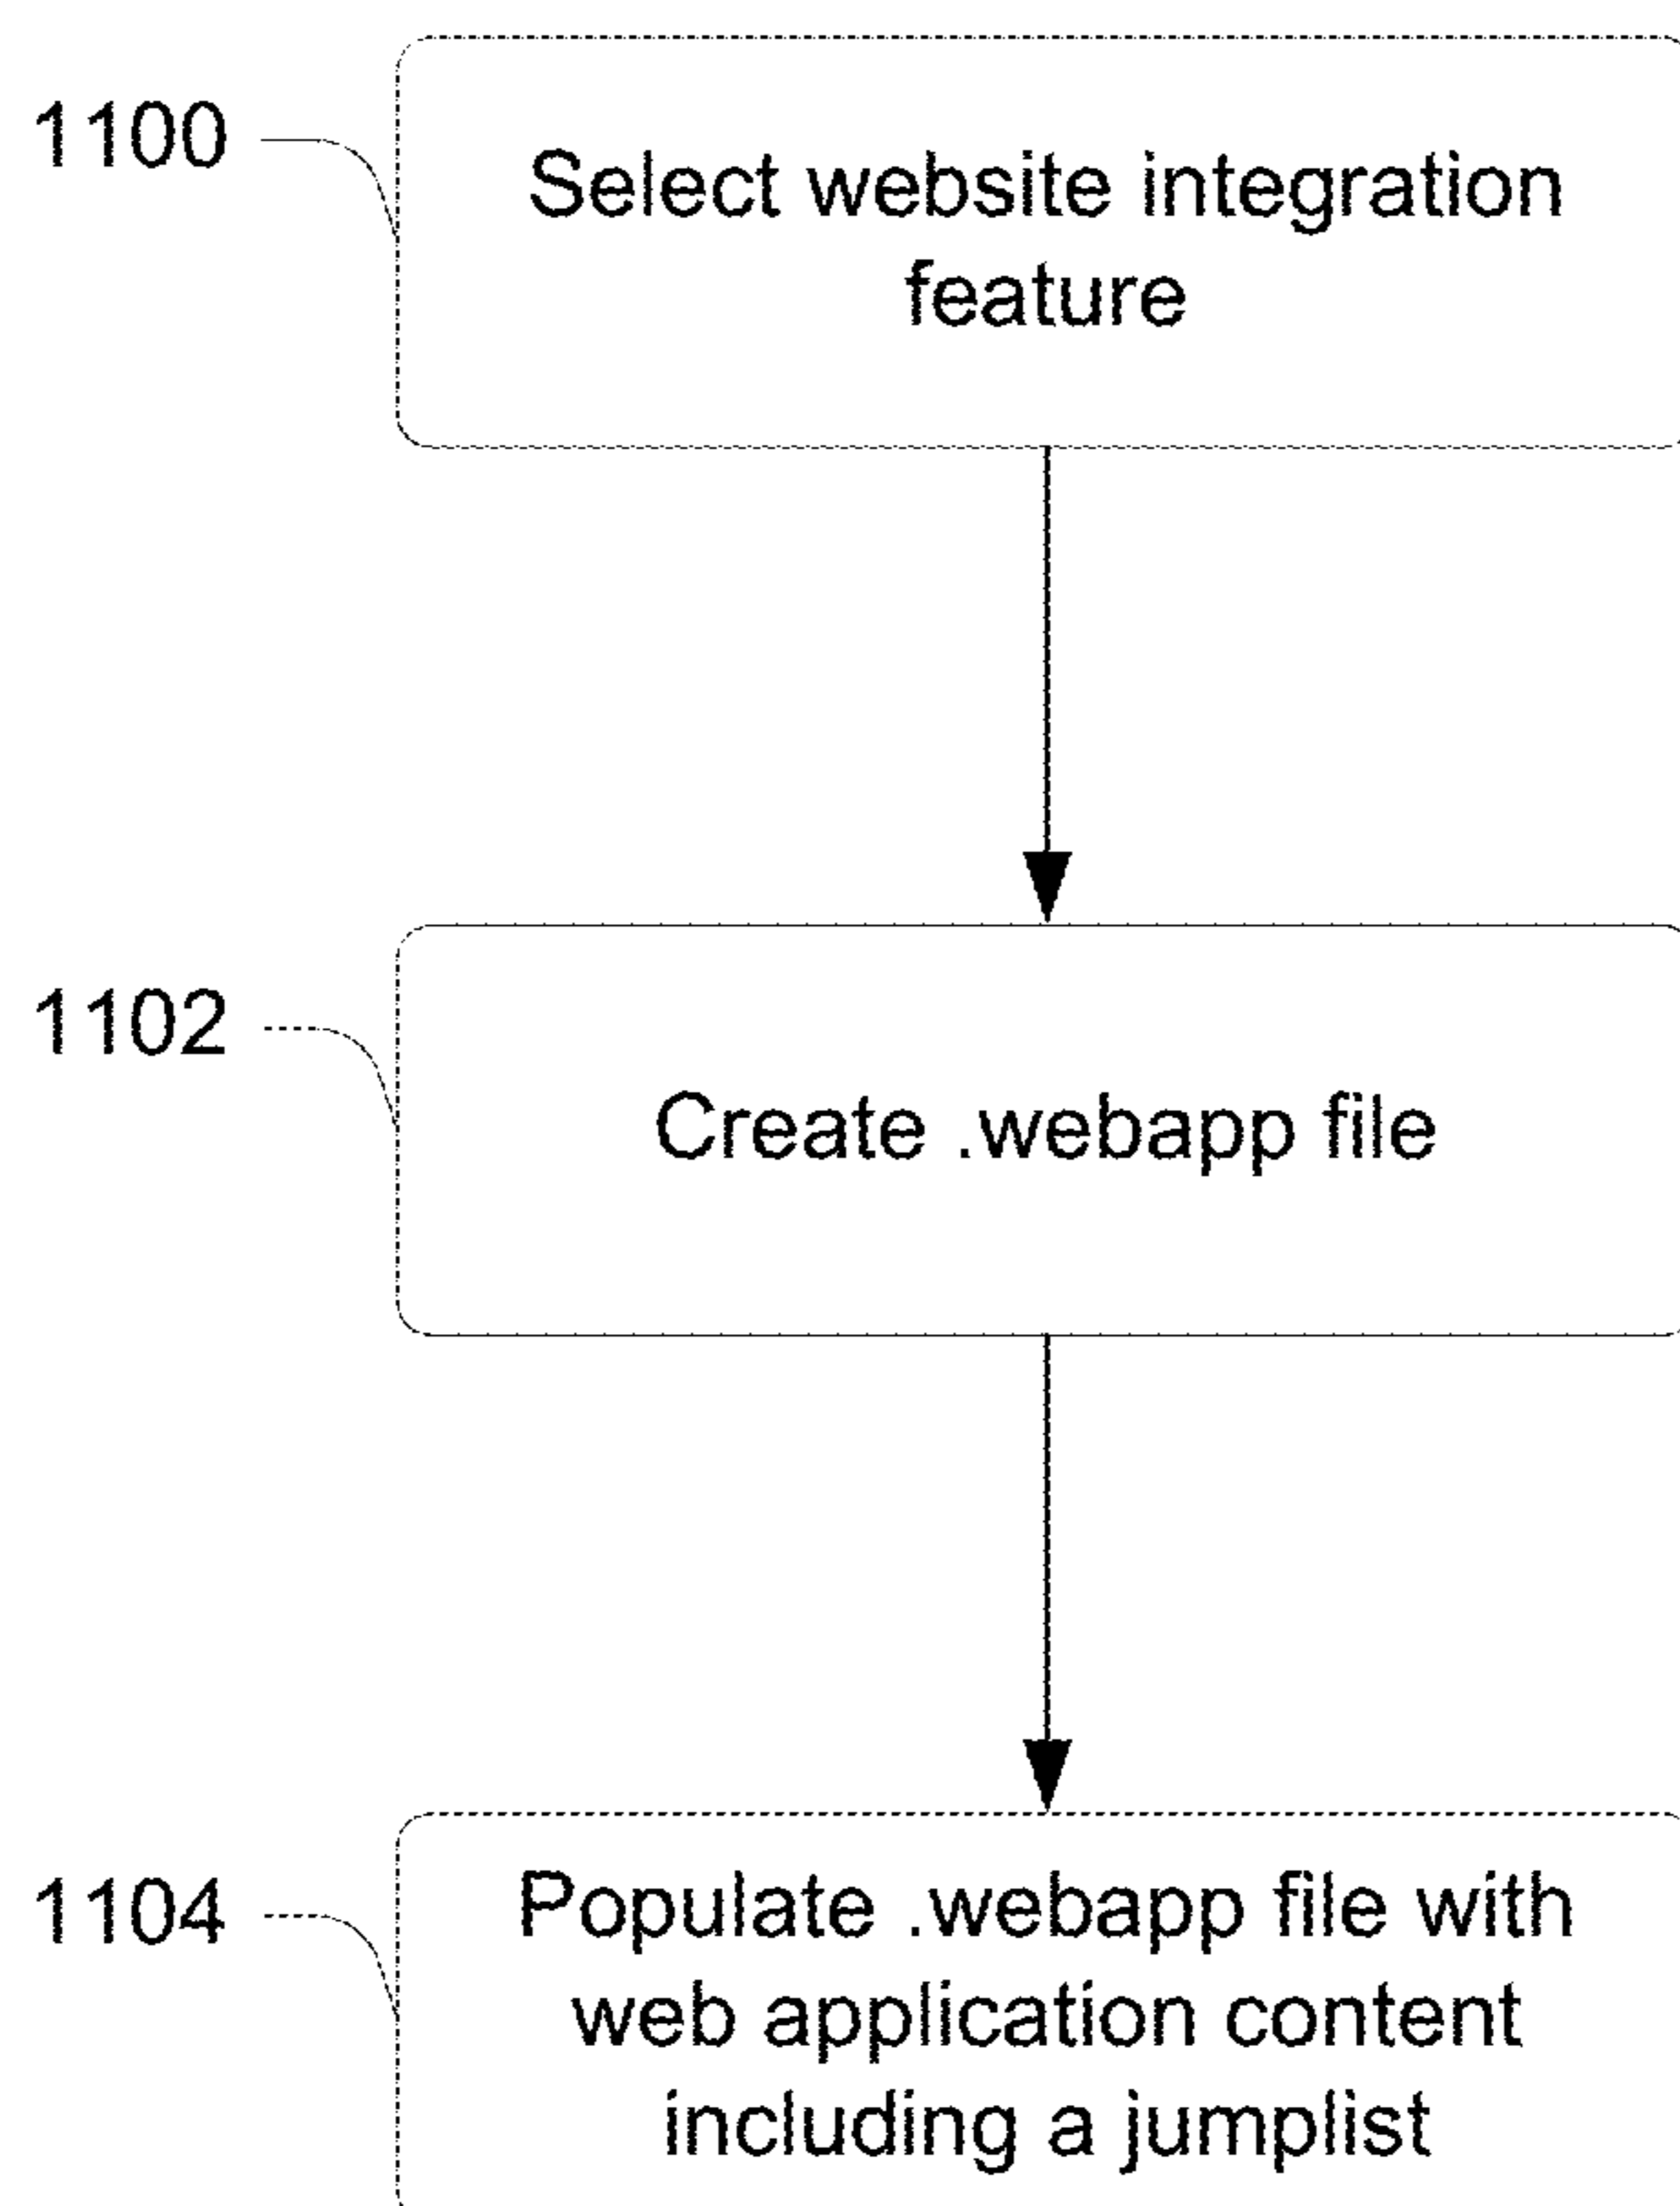 1100
Select website integration
feature
1102
Create .webapp file
1104
Populate .webapp file with
web application content
including a jumplist